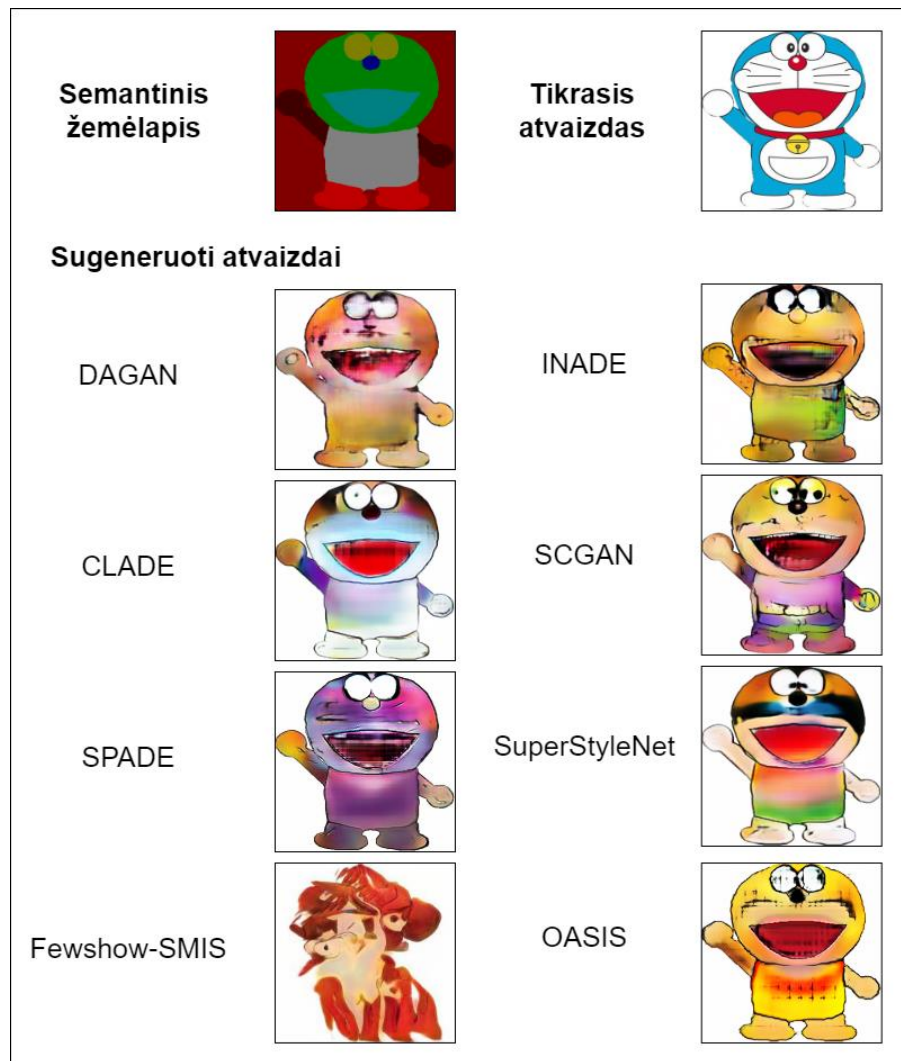 Semantinis
žemėlapis
Tikrasis
atvaizdas
Sugeneruoti atvaizdai
DAGAN
INADE
CLADE
SCGAN
SPADE
SuperStyleNet
Fewshow-SMIS
OASIS